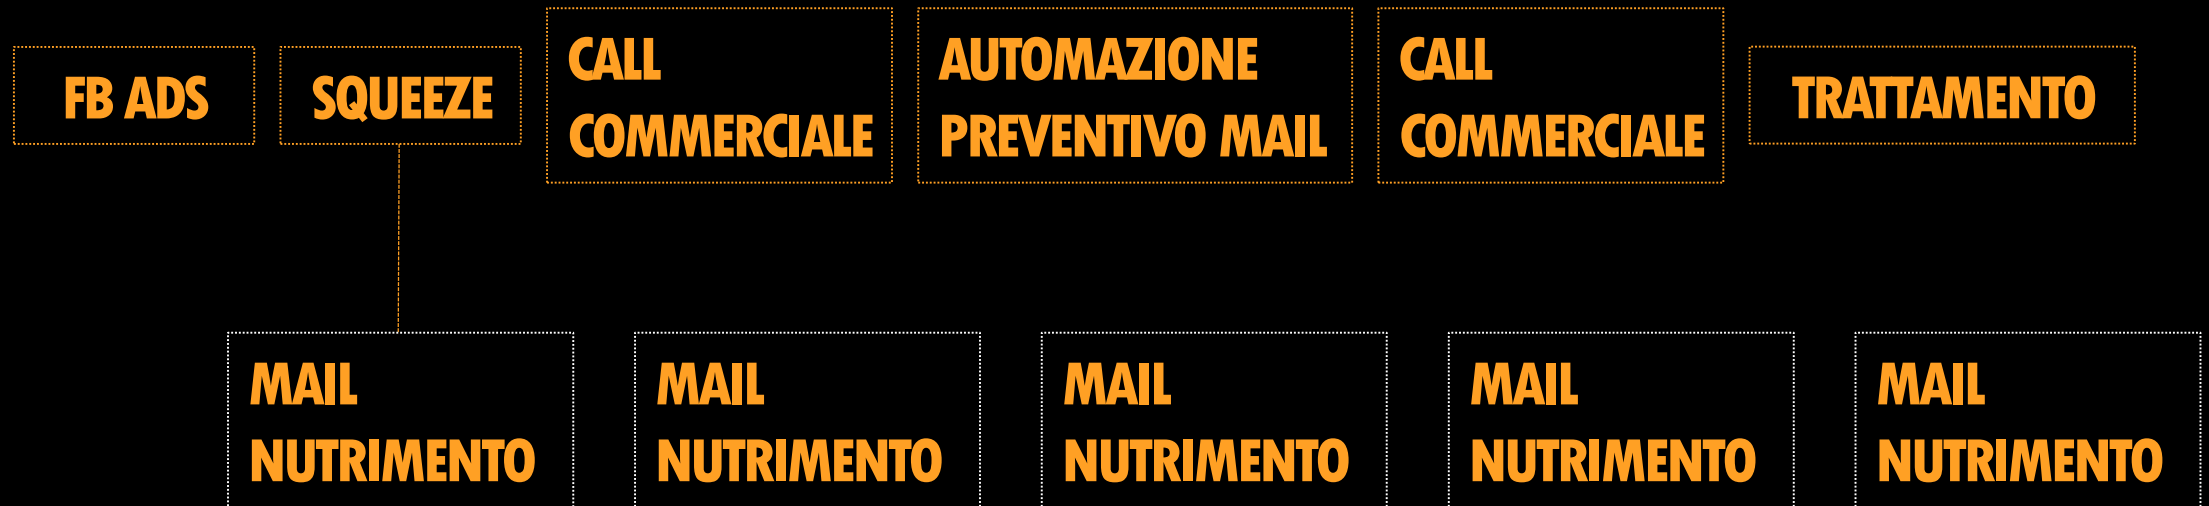 FB ADS
SQUEEZE
CALL
COMMERCIALE
AUTOMAZIONE
PREVENTIVO MAIL
CALL
COMMERCIALE
TRATTAMENTO
MAIL
NUTRIMENTO
MAIL
NUTRIMENTO
MAIL
NUTRIMENTO
MAIL
NUTRIMENTO
MAIL
NUTRIMENTO